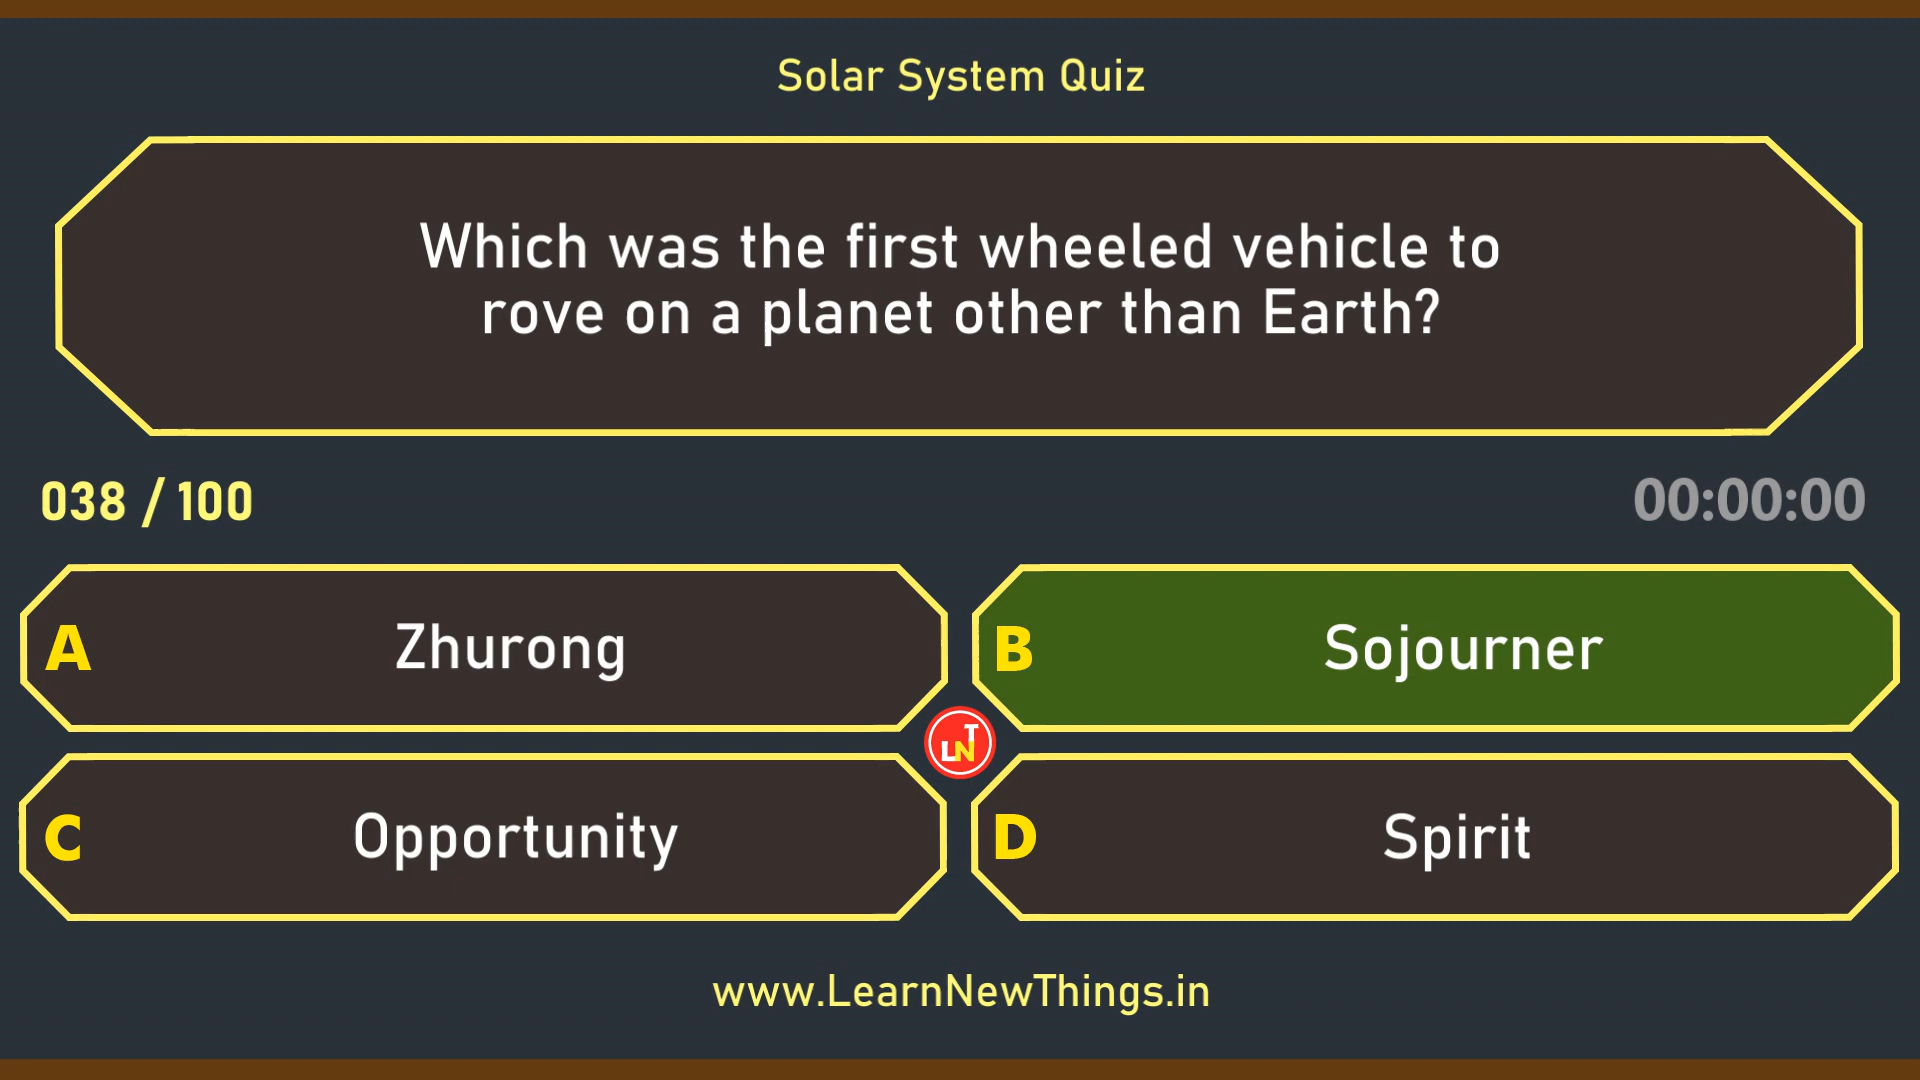 Solar System Quiz
Which was the first wheeled vehicle to
rove on a planet other than Earth?
038 / 100
00:00:00
A Zhurong
B Sojourner
LNT
C Opportunity
D Spirit
www.LearnNewThings.in